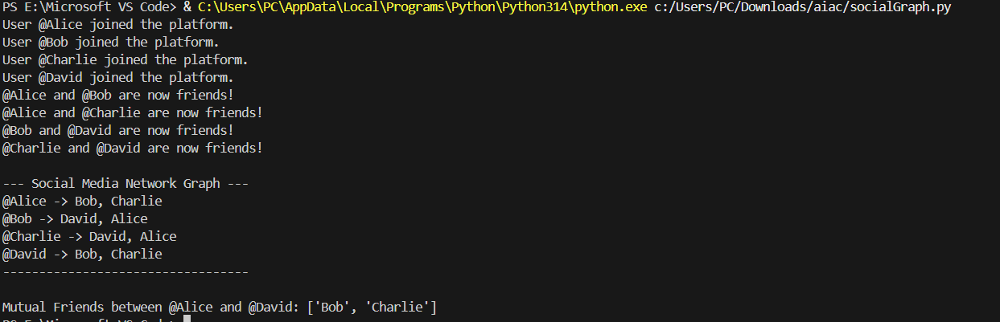 PS E:\Microsoft VS Code> & C:\Users\PC\AppData\Local\Programs\Python\Python314\python.exe c:/Users/PC/Downloads/aiac/socialGraph.py
User @Alice joined the platform.
User @Bob joined the platform.
User @Charlie joined the platform.
User @David joined the platform.
@Alice and @Bob are now friends!
@Alice and @Charlie are now friends!
@Bob and @David are now friends!
@Charlie and @David are now friends!
--- Social Media Network Graph ---
@Alice -> Bob, Charlie
@Bob -> David, Alice
@Charlie -> David, Alice
@David -> Bob, Charlie
----------------------------------
Mutual Friends between @Alice and @David: ['Bob', 'Charlie']
PS E:\Microsoft VS Code>